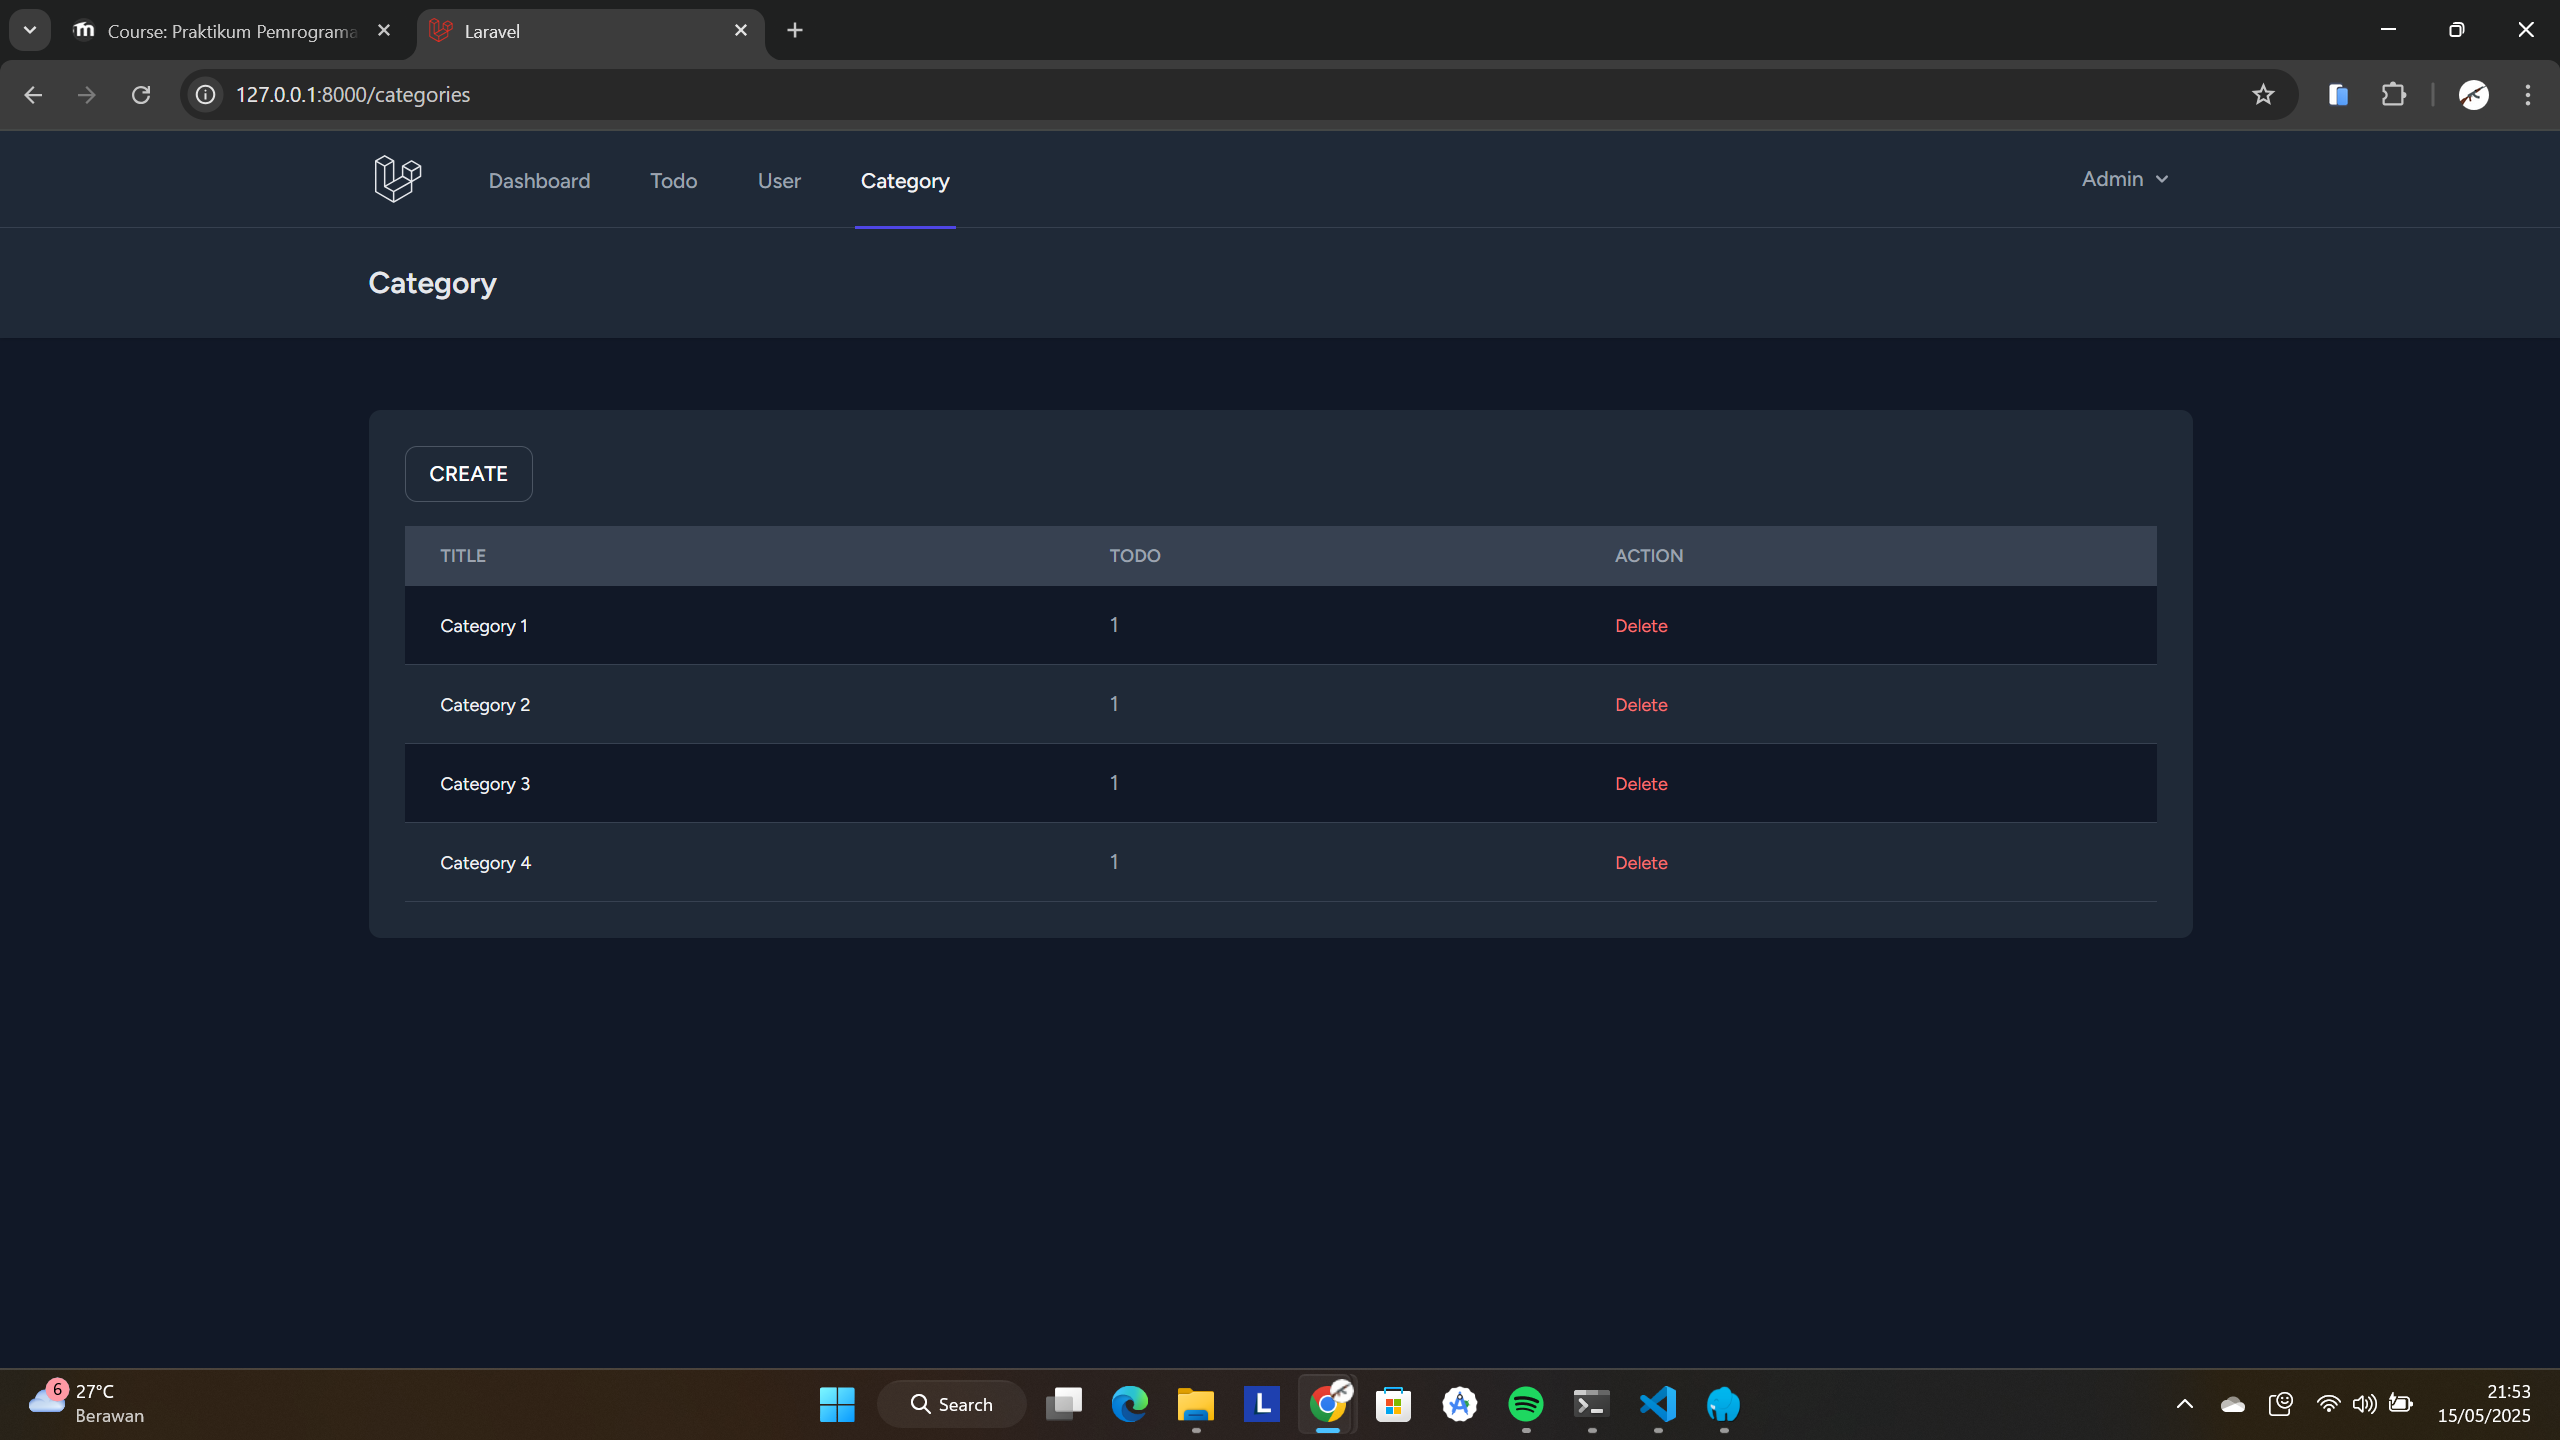 Course: Praktikum Pemrograma
Laravel
127.0.0.1:8000/categories
Dashboard Todo User Category Admin
Category
CREATE
TITLE TODO ACTION
Category 1 1 Delete
Category 2 1 Delete
Category 3 1 Delete
Category 4 1 Delete
6
27°C
Berawan
Search
L
21:53
15/05/2025